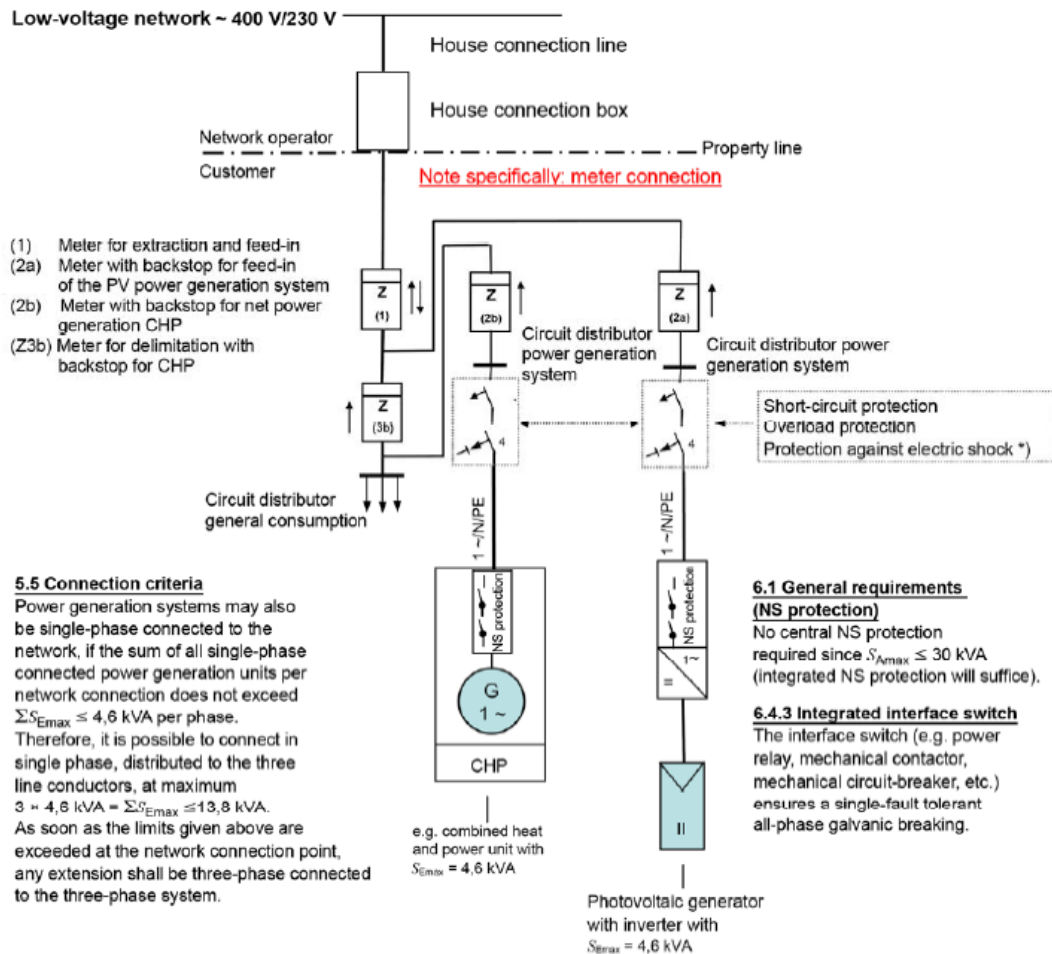 Low-voltage network ~ 400 V/230 V
House connection line
House connection box
Network operator
Property line
Customer
Note specifically: meter connection
(1) Meter for extraction and feed-in
(2a) Meter with backstop for feed-in
of the PV power generation system
(2b) Meter with backstop for net power
generation CHP
(Z3b) Meter for delimitation with
backstop for CHP
Z
(1)
Z
(2b)
Z
(2a)
Circuit distributor
power generation
system
Circuit distributor power
generation system
Z
(3b)
4
4
Short-circuit protection
Overload protection
Protection against electric shock *)
Circuit distributor
general consumption
1 ~/N/PE
1 ~/N/PE
NS protection
NS protection
G
1 ~
1~
CHP
e.g. combined heat
and power unit with
SEmax = 4,6 kVA
Photovoltaic generator
with inverter with
SEmax = 4,6 kVA
5.5 Connection criteria
Power generation systems may also
be single-phase connected to the
network, if the sum of all single-phase
connected power generation units per
network connection does not exceed
ΣSEmax ≤ 4,6 kVA per phase.
Therefore, it is possible to connect in
single phase, distributed to the three
line conductors, at maximum
3 × 4,6 kVA = ΣSEmax ≤13,8 kVA.
As soon as the limits given above are
exceeded at the network connection point,
any extension shall be three-phase connected
to the three-phase system.
6.1 General requirements
(NS protection)
No central NS protection
required since SAmax ≤ 30 kVA
(integrated NS protection will suffice).
6.4.3 Integrated interface switch
The interface switch (e.g. power
relay, mechanical contactor,
mechanical circuit-breaker, etc.)
ensures a single-fault tolerant
all-phase galvanic breaking.